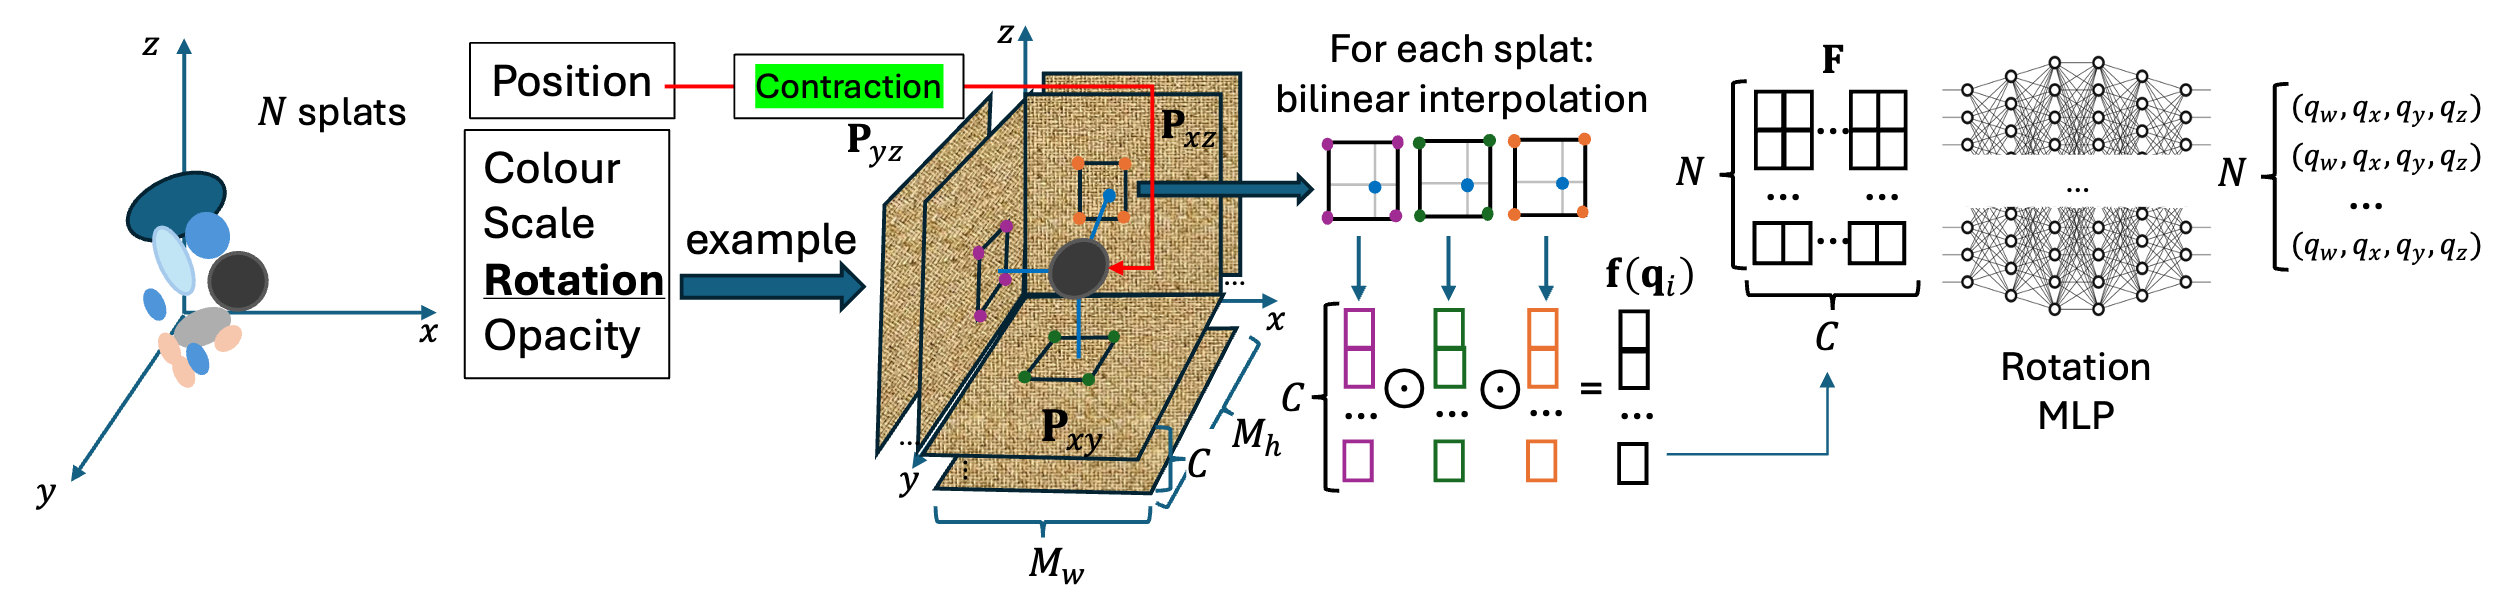 z
N splats
x
y
Position
Contraction
Colour
Scale
Rotation
Opacity
example
z
P_yz
P_xz
...
x
P_xy
...
y
...
C
M_h
M_w
For each splat:
bilinear interpolation
f(q_i)
C
... ⊙ ... ⊙ ... = ...
F
N
... ...
...
...
C
...
Rotation
MLP
N
(q_w, q_x, q_y, q_z)
(q_w, q_x, q_y, q_z)
...
(q_w, q_x, q_y, q_z)